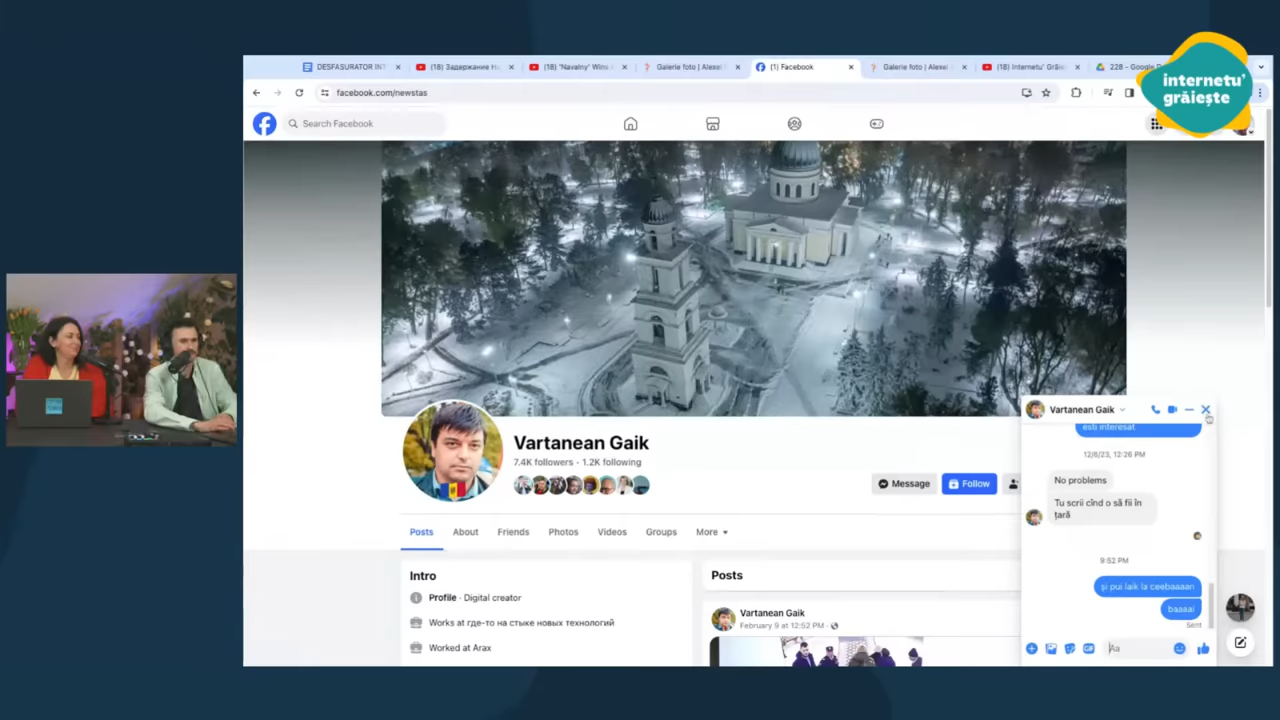 internetu'
grăiește
DESFASURATOR INT
(18) Задержание На
(18) 'Navalny' Wins
Galerie foto | Alexei
(1) Facebook
Galerie foto | Alexei
(18) Internetu' Grăie
228 - Google D
facebook.com/newstas
Search Facebook
Vartanean Gaik
7.4K followers · 1.2K following
Message
Follow
Posts
About
Friends
Photos
Videos
Groups
More
Intro
Profile · Digital creator
Works at где-то на стыке новых технологий
Worked at Arax
Posts
Vartanean Gaik
February 9 at 12:52 PM ·
Vartanean Gaik
ești interesat
12/6/23, 12:26 PM
No problems
Tu scrii cînd o să fii în
țară
9:52 PM
și pui laik la ceebaaaan
baaaai
Sent
Aa